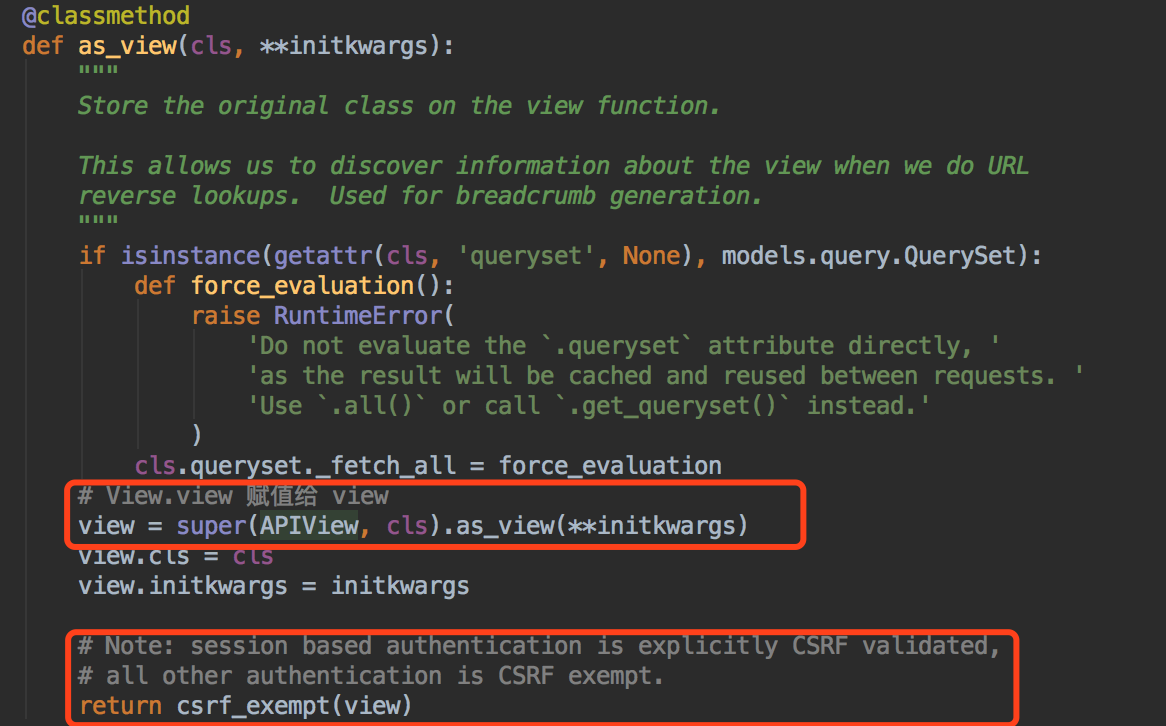 @classmethod
def as_view(cls, **initkwargs):
"""
Store the original class on the view function.
This allows us to discover information about the view when we do URL
reverse lookups.  Used for breadcrumb generation.
"""
if isinstance(getattr(cls, 'queryset', None), models.query.QuerySet):
def force_evaluation():
raise RuntimeError(
'Do not evaluate the `.queryset` attribute directly, '
'as the result will be cached and reused between requests. '
'Use `.all()` or call `.get_queryset()` instead.'
)
cls.queryset._fetch_all = force_evaluation
# View.view 赋值给 view
view = super(APIView, cls).as_view(**initkwargs)
view.cls = cls
view.initkwargs = initkwargs
# Note: session based authentication is explicitly CSRF validated,
# all other authentication is CSRF exempt.
return csrf_exempt(view)